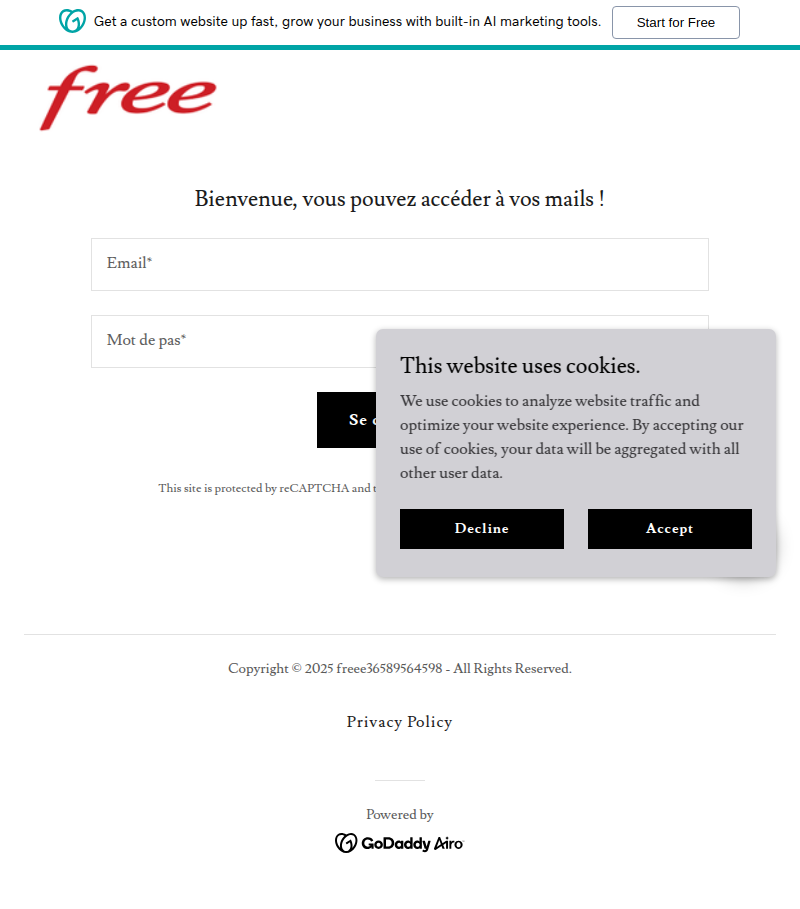 Get a custom website up fast, grow your business with built-in AI marketing tools.
Start for Free
free
Bienvenue, vous pouvez accéder à vos mails !
Email*
Mot de pas*
Se
This website uses cookies.
We use cookies to analyze website traffic and
optimize your website experience. By accepting our
use of cookies, your data will be aggregated with all
other user data.
Decline
Accept
This site is protected by reCAPTCHA and
Copyright © 2025 freee36589564598 - All Rights Reserved.
Privacy Policy
Powered by
GoDaddy Airo